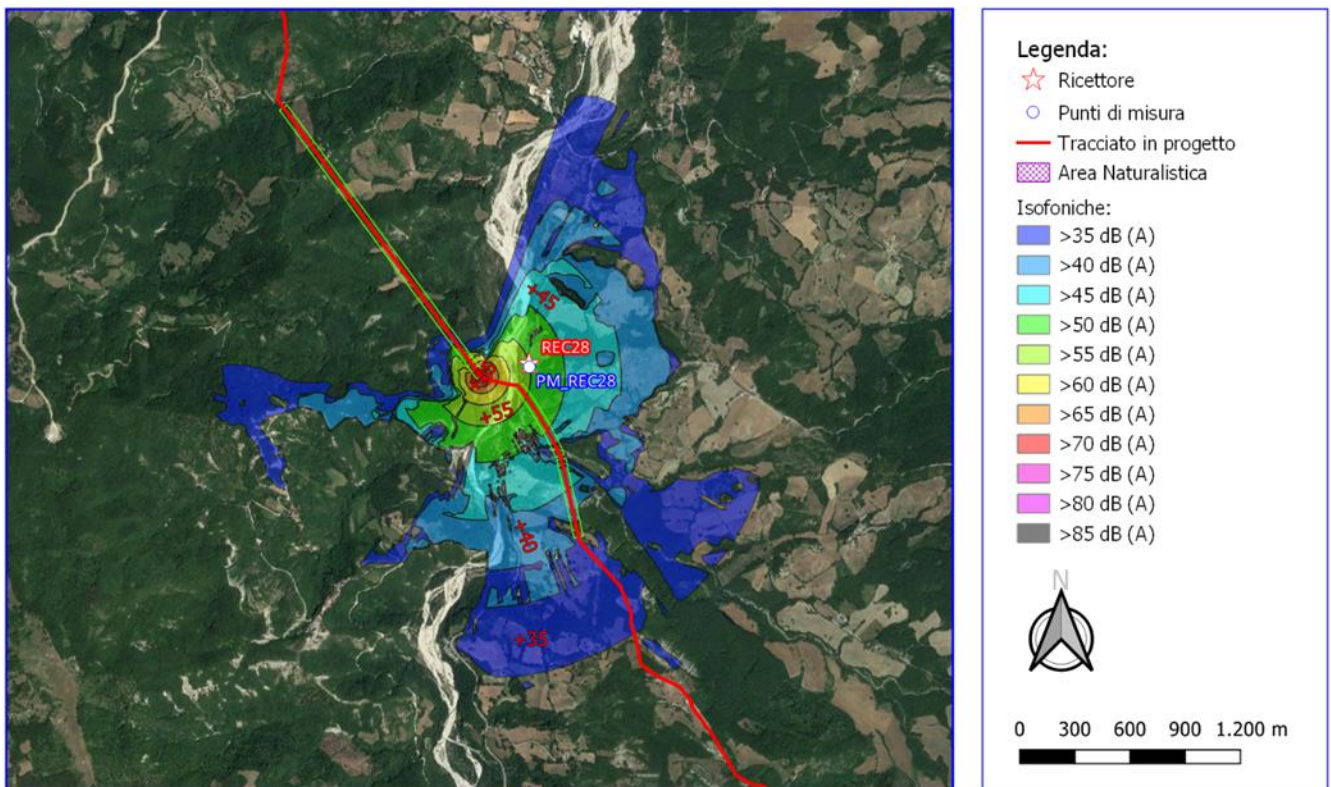 +45
REC28
PM_REC28
+55
+40
+35
Legenda:
Ricettore
Punti di misura
Tracciato in progetto
Area Naturalistica
Isofoniche:
>35 dB (A)
>40 dB (A)
>45 dB (A)
>50 dB (A)
>55 dB (A)
>60 dB (A)
>65 dB (A)
>70 dB (A)
>75 dB (A)
>80 dB (A)
>85 dB (A)
N
0 300 600 900 1.200 m